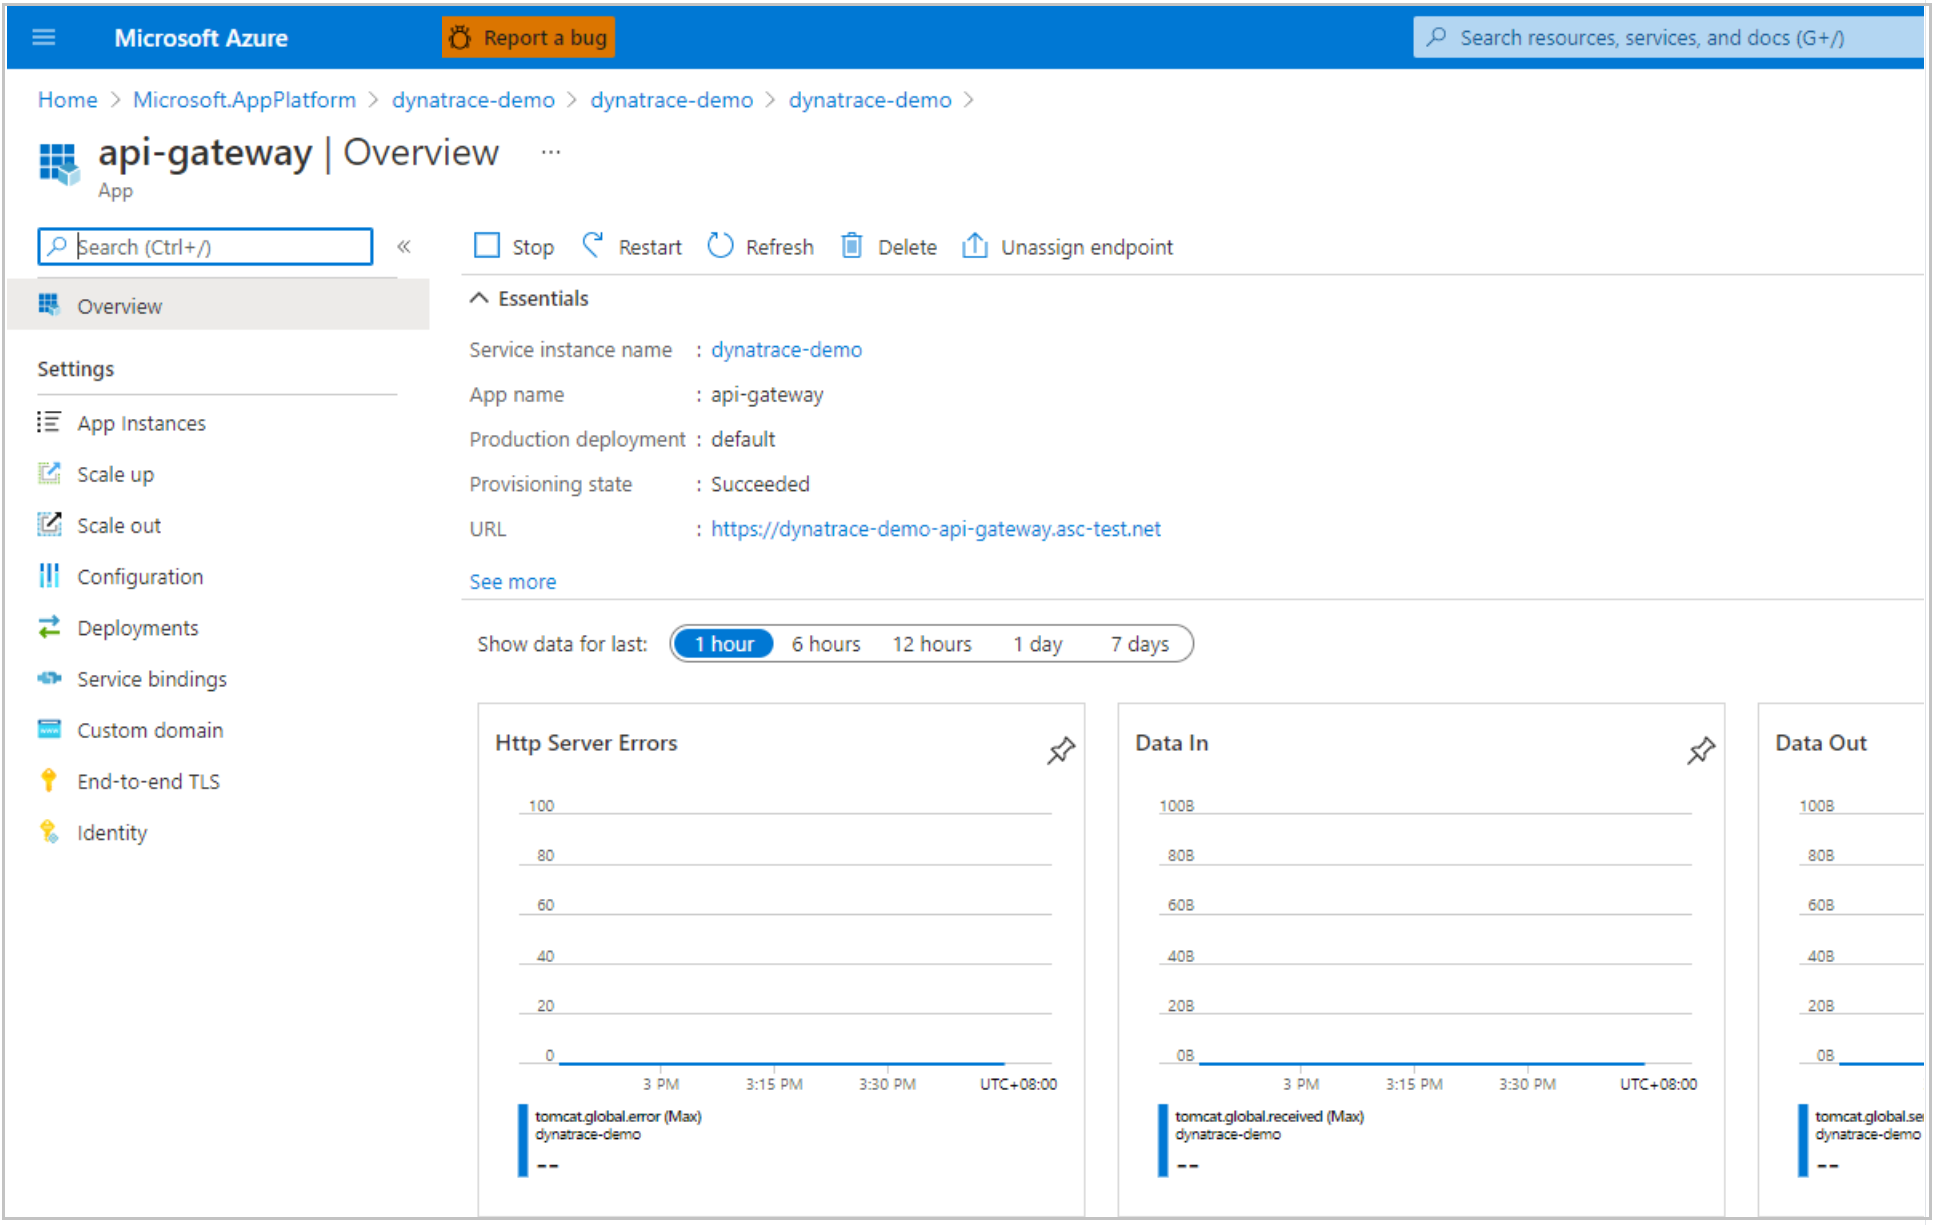 Microsoft Azure
Report a bug
Search resources, services, and docs (G+/)
Home > Microsoft.AppPlatform > dynatrace-demo > dynatrace-demo > dynatrace-demo >
api-gateway | Overview ...
App
Search (Ctrl+/)
«
Overview
Settings
App Instances
Scale up
Scale out
Configuration
Deployments
Service bindings
Custom domain
End-to-end TLS
Identity
Stop Restart Refresh Delete Unassign endpoint
Essentials
Service instance name : dynatrace-demo
App name : api-gateway
Production deployment : default
Provisioning state : Succeeded
URL : https://dynatrace-demo-api-gateway.asc-test.net
See more
Show data for last: 1 hour 6 hours 12 hours 1 day 7 days
Http Server Errors
100
80
60
40
20
0
3 PM 3:15 PM 3:30 PM UTC+08:00
tomcat.global.error (Max)
dynatrace-demo
--
Data In
100B
80B
60B
40B
20B
0B
3 PM 3:15 PM 3:30 PM UTC+08:00
tomcat.global.received (Max)
dynatrace-demo
--
Data Out
100B
80B
60B
40B
20B
0B
tomcat.global.se
dynatrace-demo
--